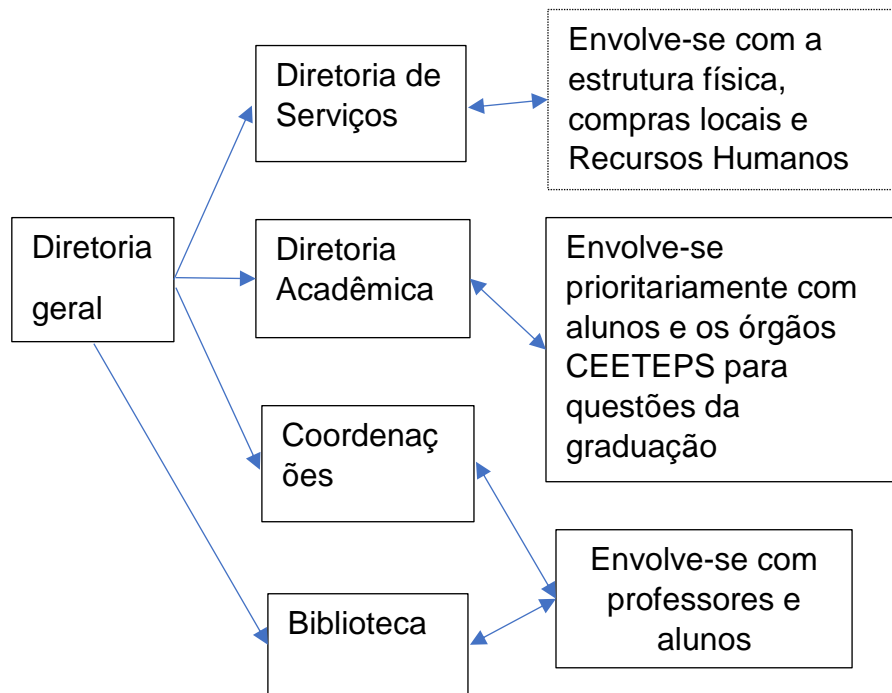 Diretoria
geral
Diretoria de
Serviços
Envolve-se com a
estrutura física,
compras locais e
Recursos Humanos
Diretoria
Acadêmica
Envolve-se
prioritariamente com
alunos e os órgãos
CEETEPS para
questões da
graduação
Coordenaç
ões
Biblioteca
Envolve-se com
professores e
alunos